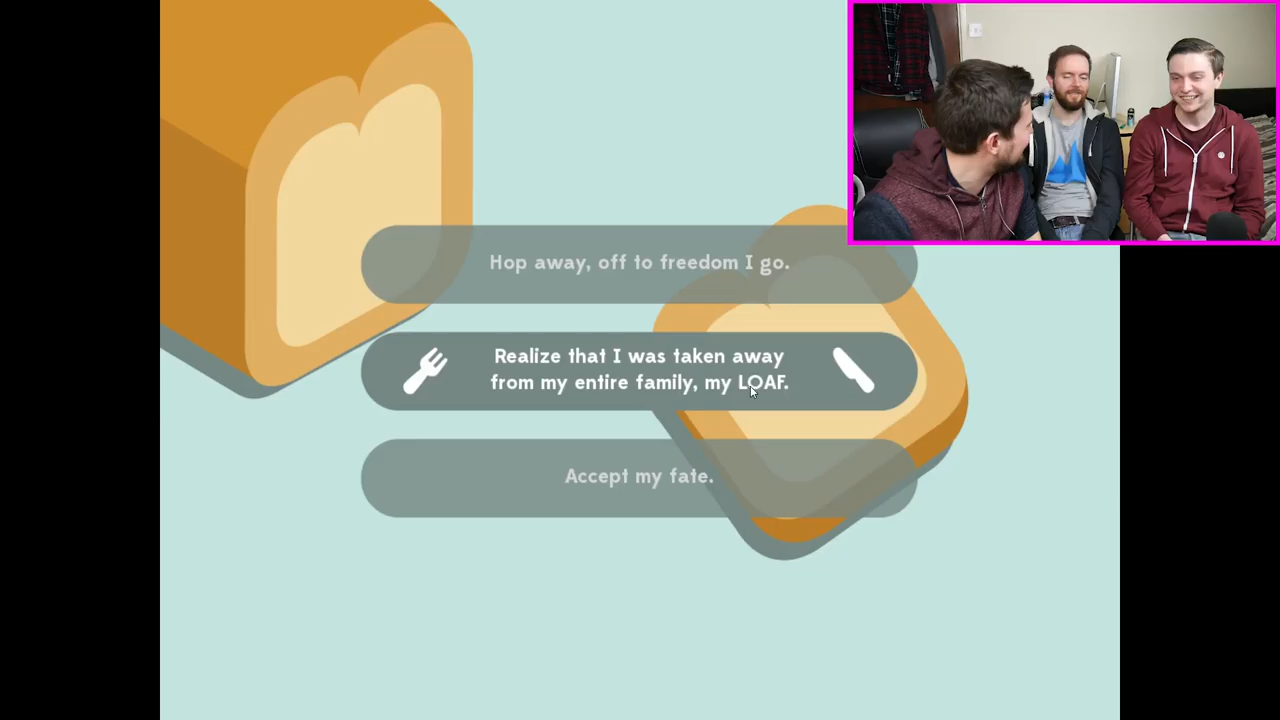 Hop away, off to freedom I go.
Realize that I was taken away
from my entire family, my LOAF.
Accept my fate.